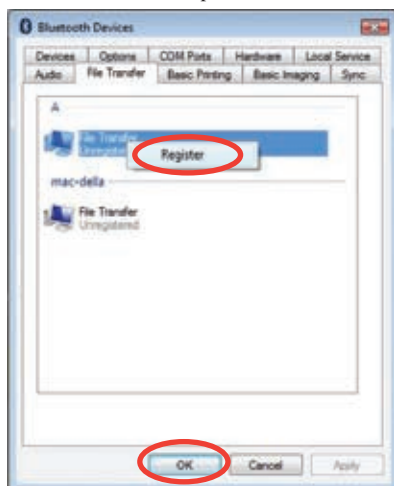 Bluetooth Devices
Devices Options COM Ports Hardware Local Service
Audio File Transfer Basic Printing Basic Imaging Sync
A
File Transfer
Unregistered
Register
mac-della
File Transfer
Unregistered
OK Cancel Apply